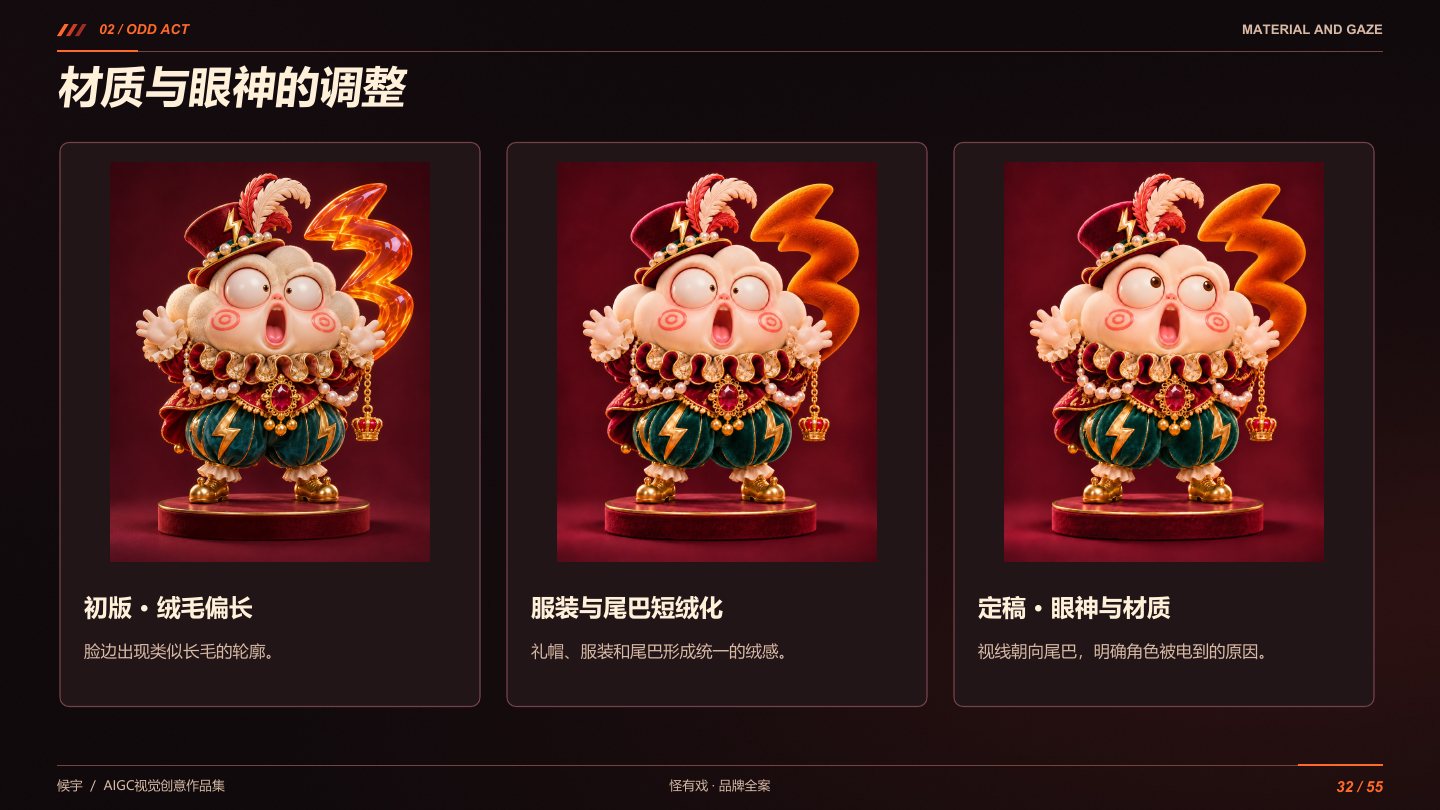 02 / ODD ACT
MATERIAL AND GAZE
材质与眼神的调整
初版·绒毛偏长
脸边出现类似长毛的轮廓。
服装与尾巴短绒化
礼帽、服装和尾巴形成统一的绒感。
定稿·眼神与材质
视线朝向尾巴，明确角色被电到的原因。
候宇 / AIGC视觉创意作品集
怪有戏·品牌全案
32 / 55